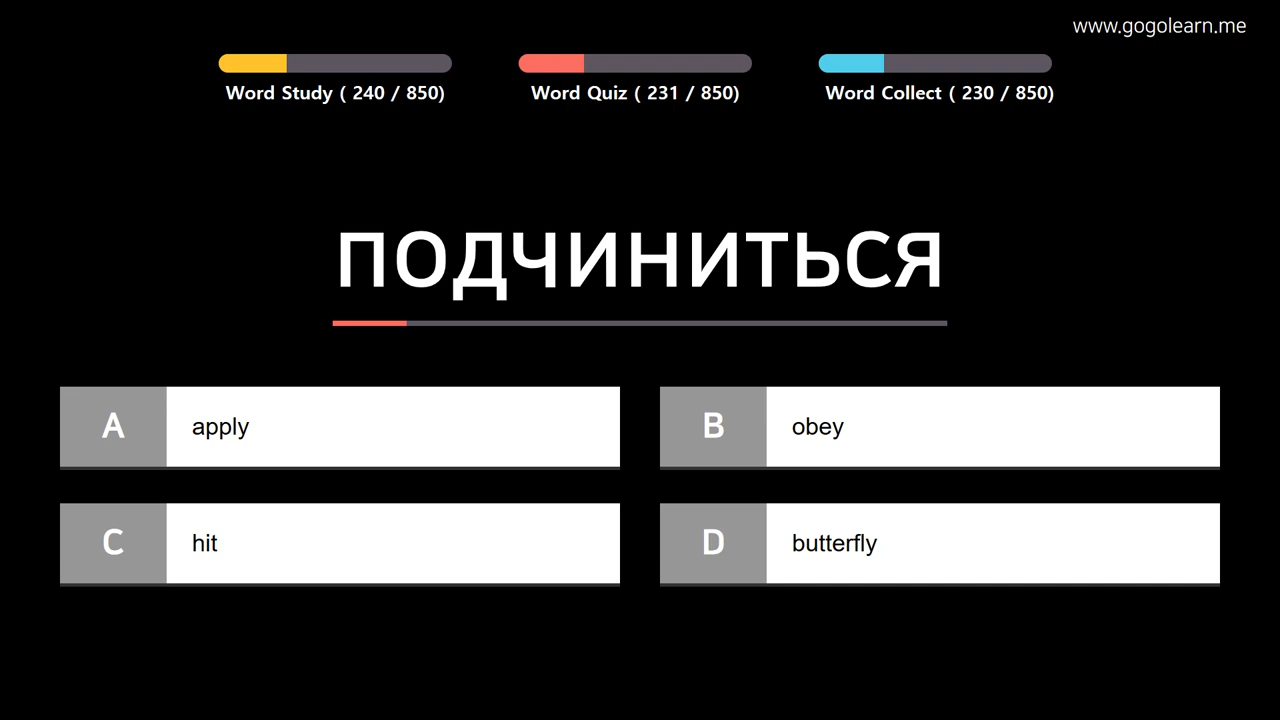 www.gogolearn.me
Word Study ( 240 / 850)
Word Quiz ( 231 / 850)
Word Collect ( 230 / 850)
ПОДЧИНИТЬСЯ
A apply
B obey
C hit
D butterfly